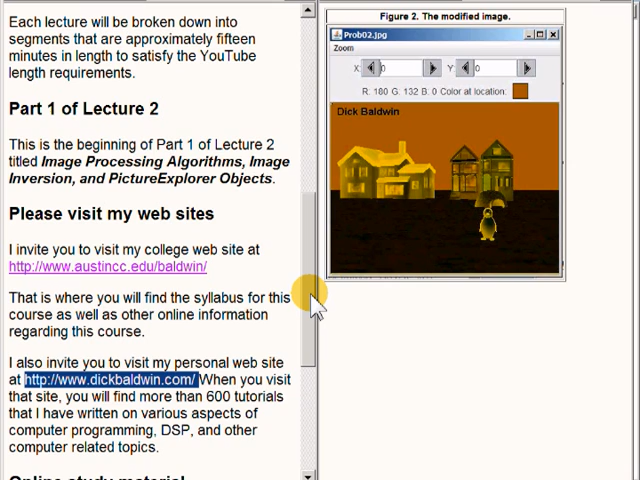 Each lecture will be broken down into
segments that are approximately fifteen
minutes in length to satisfy the YouTube
length requirements.
Part 1 of Lecture 2
This is the beginning of Part 1 of Lecture 2
titled Image Processing Algorithms, Image
Inversion, and PictureExplorer Objects.
Please visit my web sites
I invite you to visit my college web site at
http://www.austincc.edu/baldwin/
That is where you will find the syllabus for this
course as well as other online information
regarding this course.
I also invite you to visit my personal web site
at http://www.dickbaldwin.com/ When you visit
that site, you will find more than 600 tutorials
that I have written on various aspects of
computer programming, DSP, and other
computer related topics.
Online study material
Figure 2. The modified image.
Prob02.jpg
Zoom
X: 0 Y: 0
R: 180 G: 132 B: 0 Color at location:
Dick Baldwin